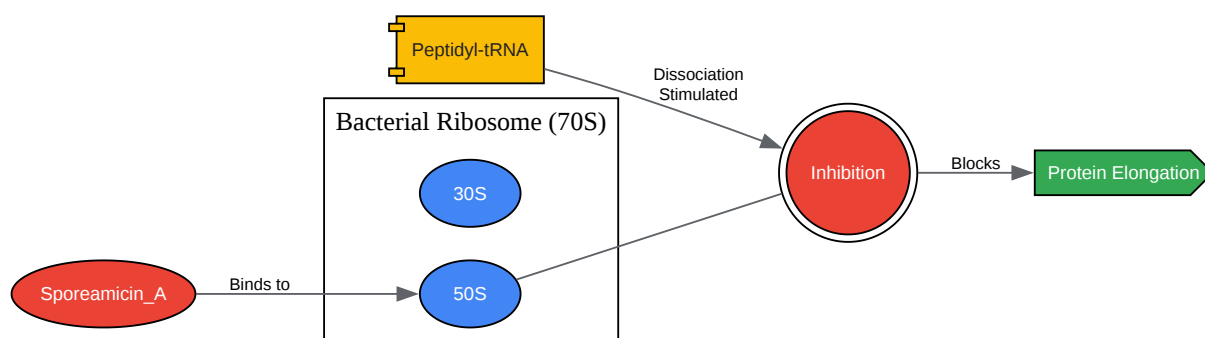 Peptidyl-tRNA
Dissociation
Stimulated
Bacterial Ribosome (70S)
30S
Inhibition
Blocks
Protein Elongation
Sporeamicin_A
Binds to
50S